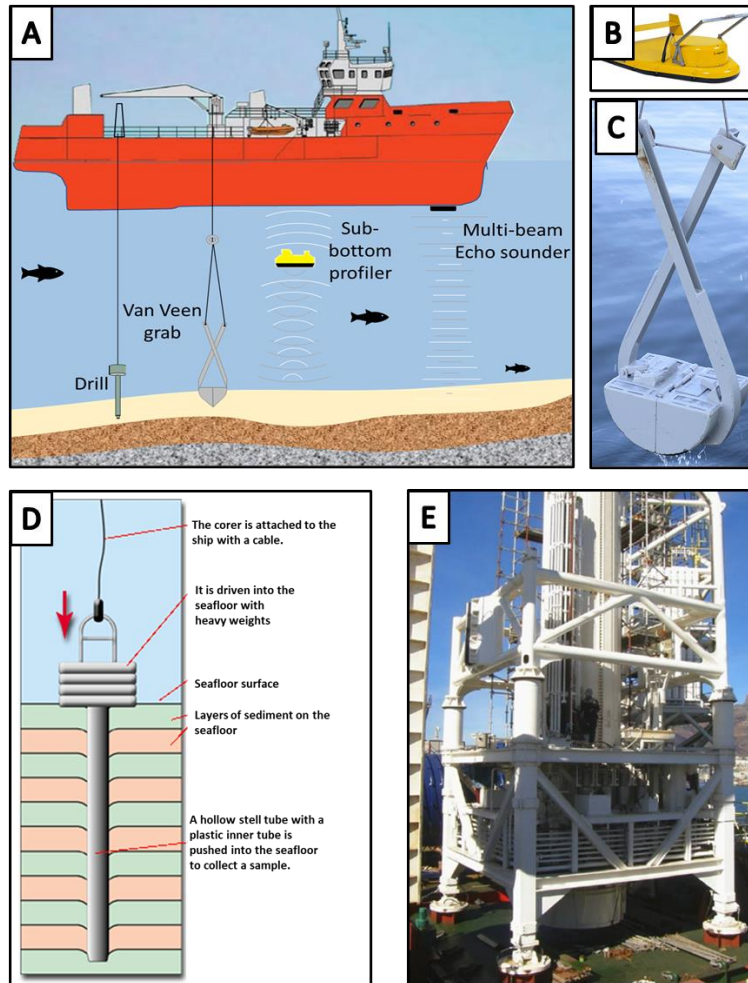 A
Sub-
bottom
profiler
Multi-beam
Echo sounder
Van Veen
grab
Drill
B
C
D
The corer is attached to the
ship with a cable.
It is driven into the
seafloor with
heavy weights
Seafloor surface
Layers of sediment on the
seafloor
A hollow stell tube with a
plastic inner tube is
pushed into the seafloor
to collect a sample.
E